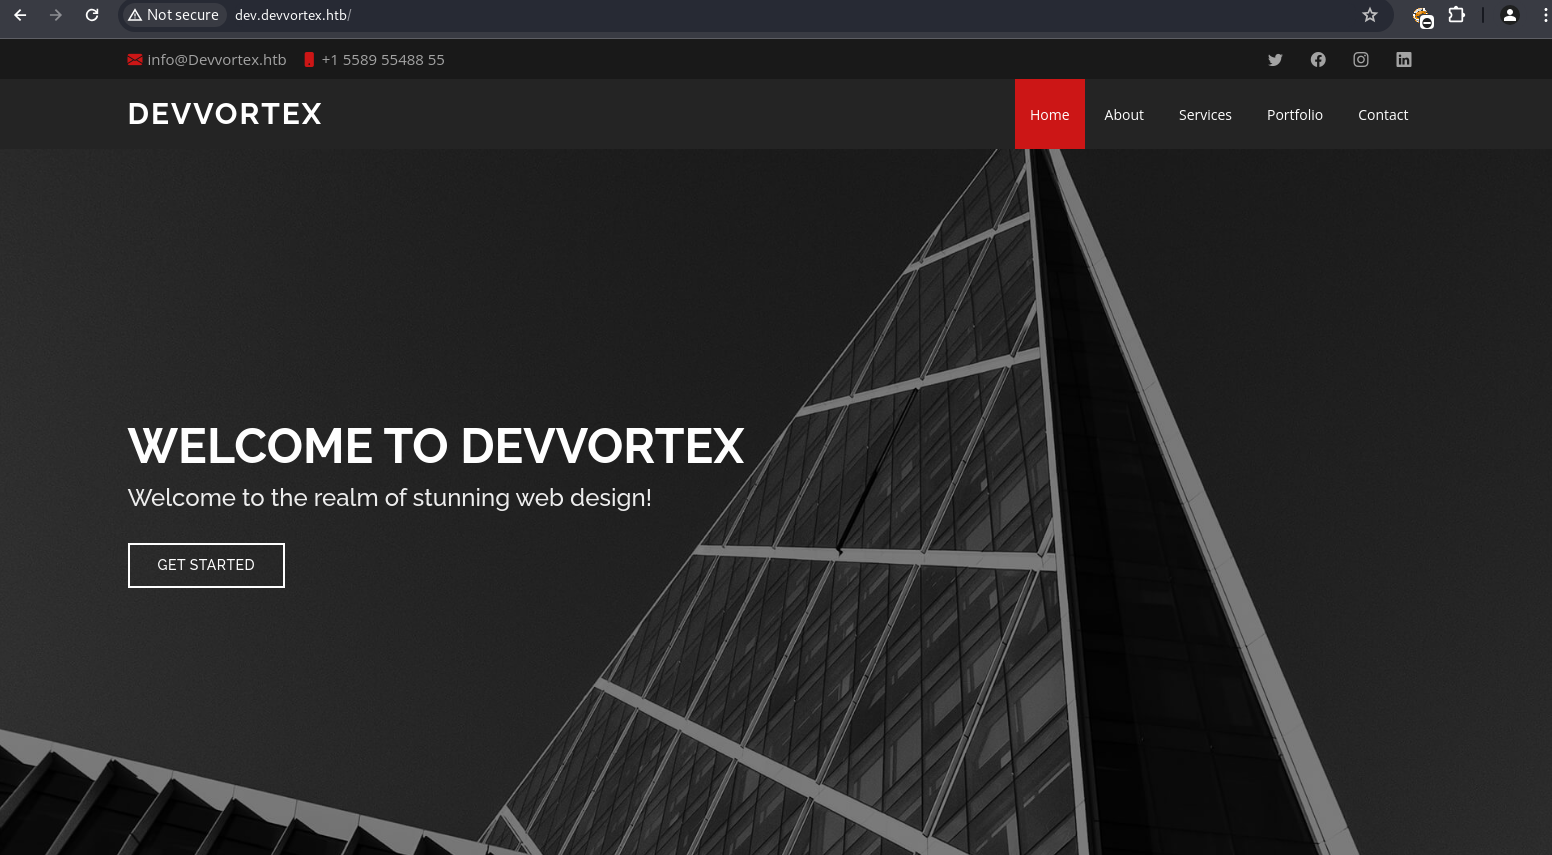 Not secure dev.devvortex.htb/
info@Devvortex.htb +1 5589 55488 55
DEVVORTEX
Home About Services Portfolio Contact
WELCOME TO DEVVORTEX
Welcome to the realm of stunning web design!
GET STARTED